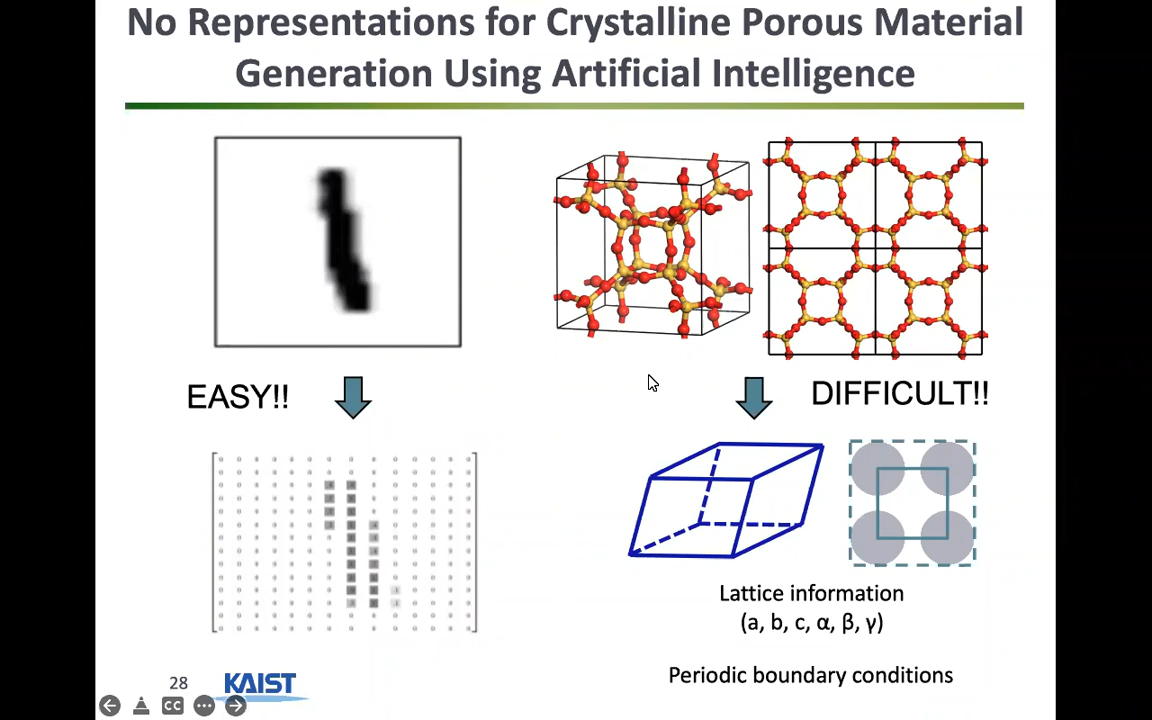 No Representations for Crystalline Porous Material
Generation Using Artificial Intelligence
EASY!!
DIFFICULT!!
Lattice information
(a, b, c, α, β, γ)
Periodic boundary conditions
28
KAIST
CC